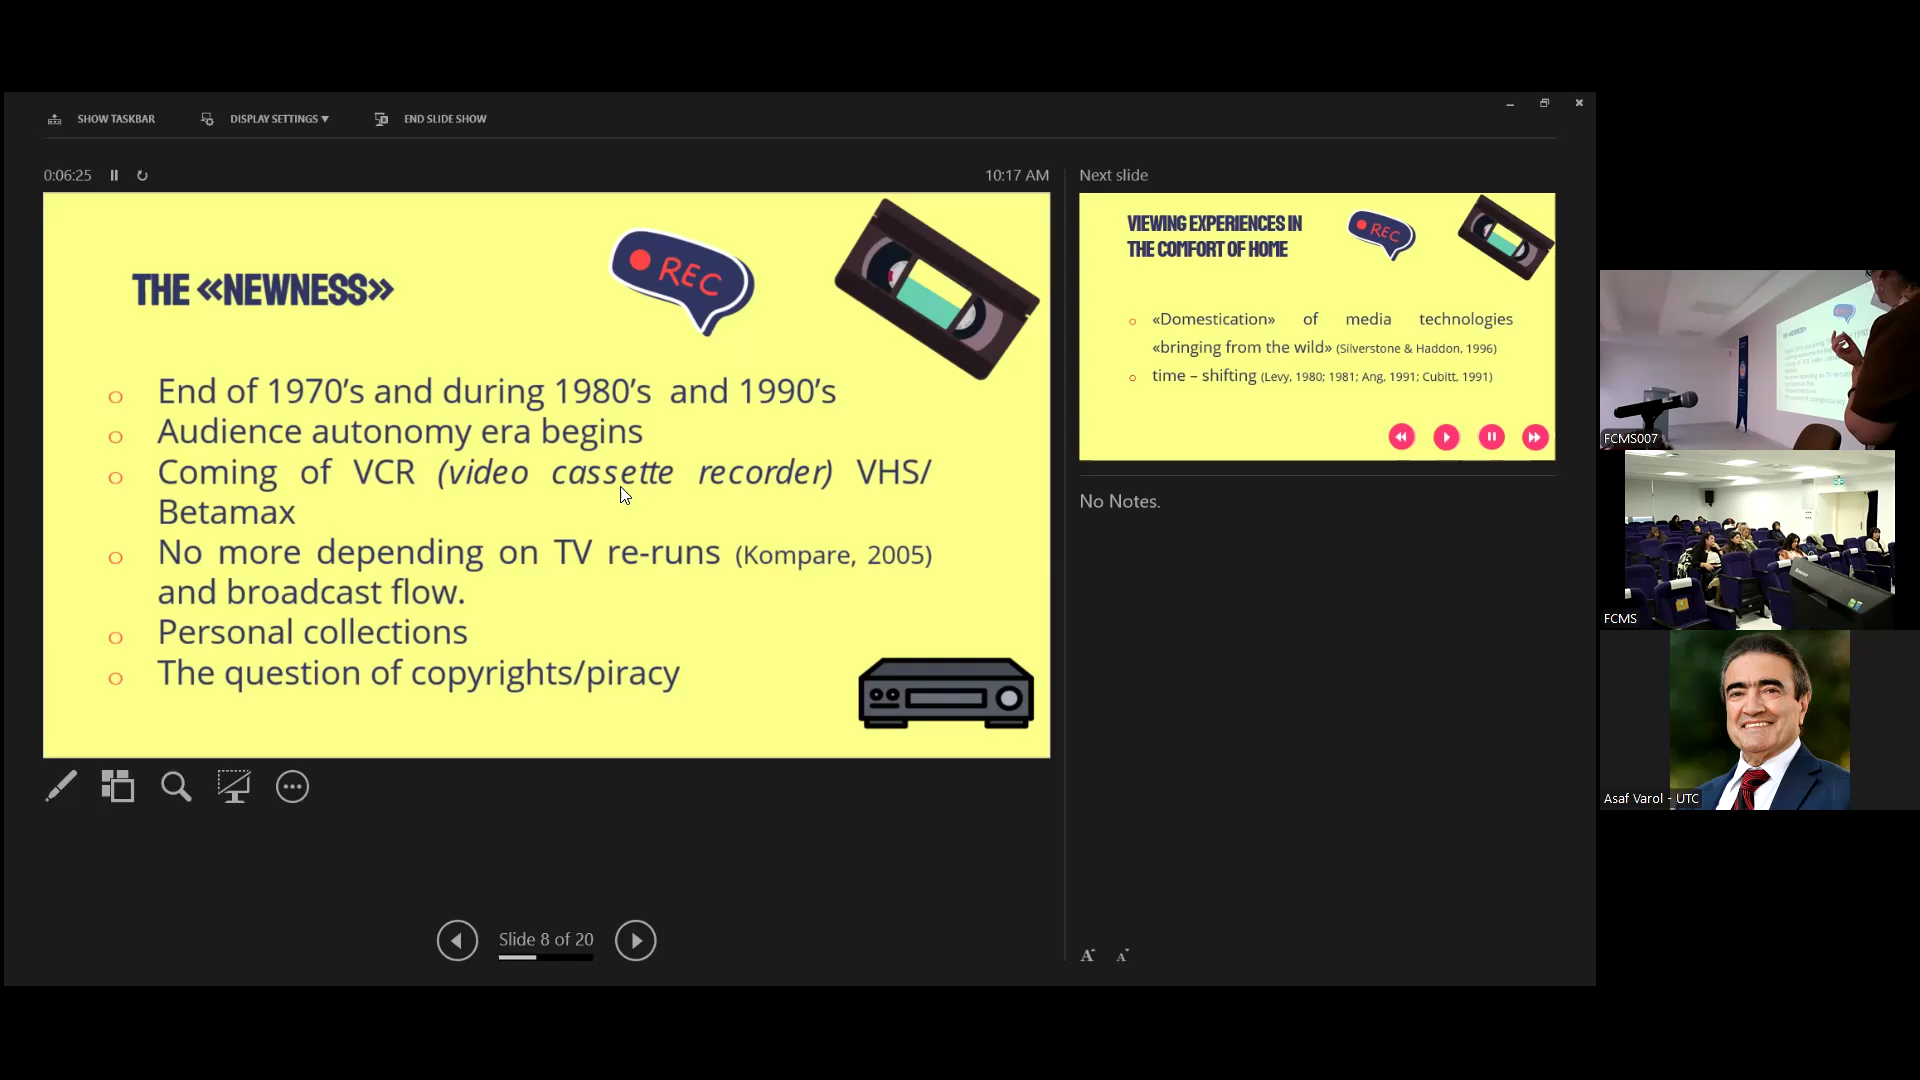 SHOW TASKBAR
DISPLAY SETTINGS ▼
END SLIDE SHOW
0:06:25
10:17 AM
THE «NEWNESS»
REC
o End of 1970’s and during 1980’s and 1990’s
o Audience autonomy era begins
o Coming of VCR (video cassette recorder) VHS/
Betamax
o No more depending on TV re-runs (Kompare, 2005)
and broadcast flow.
o Personal collections
o The question of copyrights/piracy
Slide 8 of 20
Next slide
VIEWING EXPERIENCES IN
THE COMFORT OF HOME
REC
o «Domestication» of media technologies
«bringing from the wild» (Silverstone & Haddon, 1996)
o time – shifting (Levy, 1980; 1981; Ang, 1991; Cubitt, 1991)
No Notes.
A A
FCMS007
FCMS
Asaf Varol - UTC